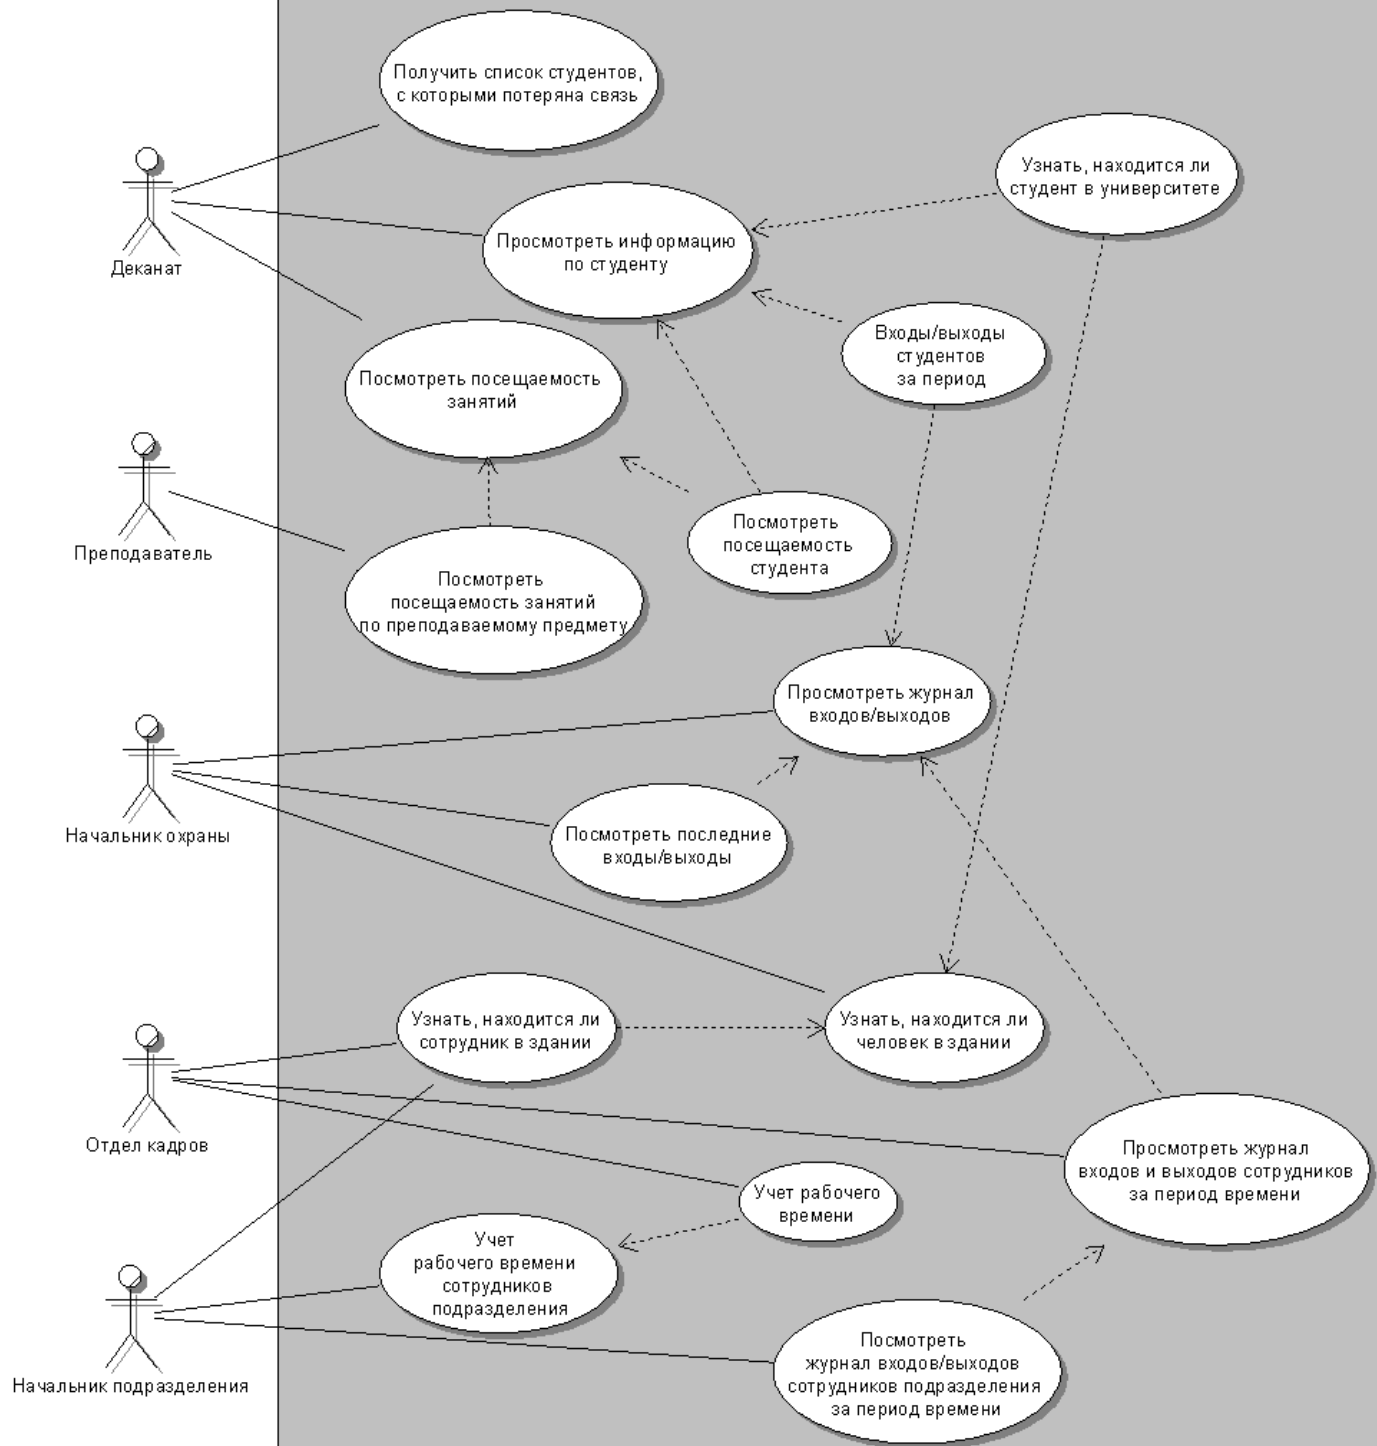 Получить список студентов,
с которыми потеряна связь
Узнать, находится ли
студент в университете
Деканат
Просмотреть информацию
по студенту
Входы/выходы
студентов
за период
Посмотреть посещаемость
занятий
Преподаватель
Посмотреть
посещаемость
студента
Посмотреть
посещаемость занятий
по преподаваемому предмету
Просмотреть журнал
входов/выходов
Начальник охраны
Посмотреть последние
входы/выходы
Узнать, находится ли
сотрудник в здании
Узнать, находится ли
человек в здании
Отдел кадров
Просмотреть журнал
входов и выходов сотрудников
за период времени
Учет рабочего
времени
Учет
рабочего времени
сотрудников
подразделения
Начальник подразделения
Посмотреть
журнал входов/выходов
сотрудников подразделения
за период времени